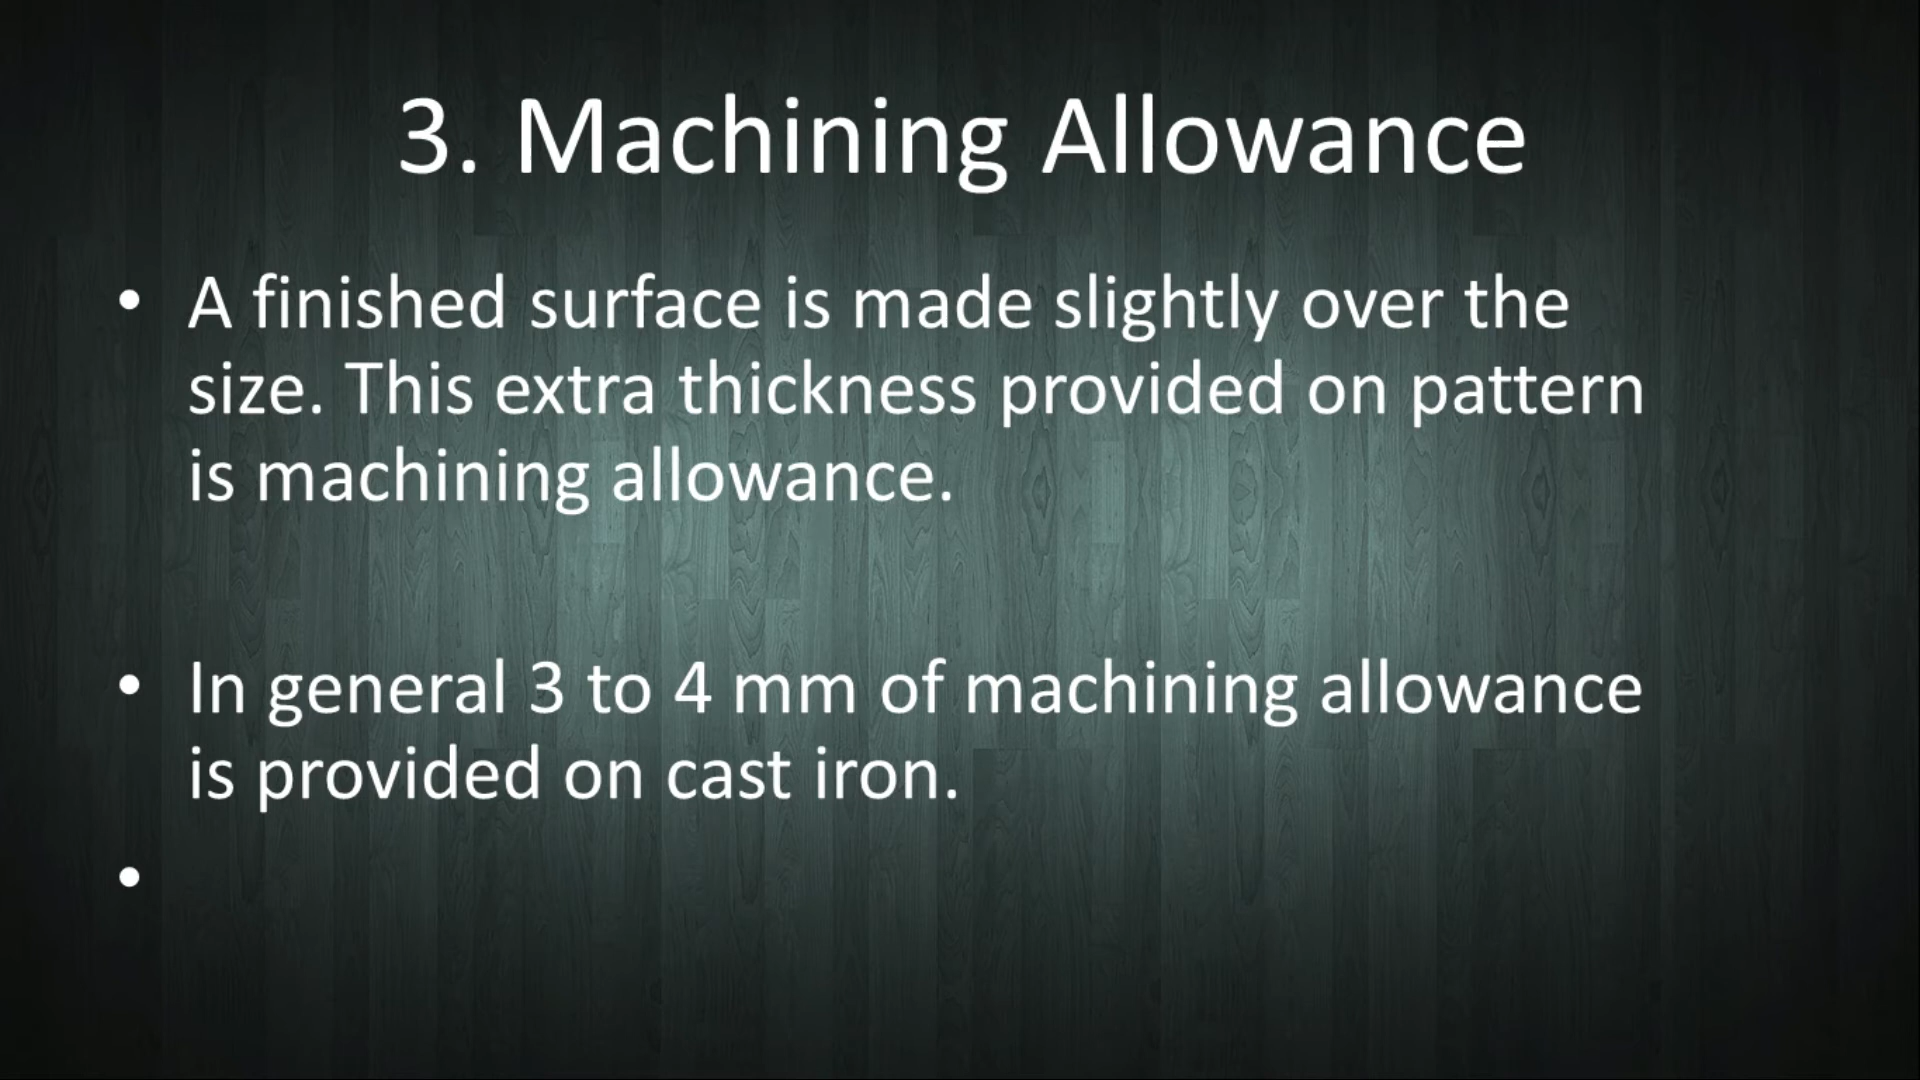 3. Machining Allowance
• A finished surface is made slightly over the
size. This extra thickness provided on pattern
is machining allowance.
• In general 3 to 4 mm of machining allowance
is provided on cast iron.
•